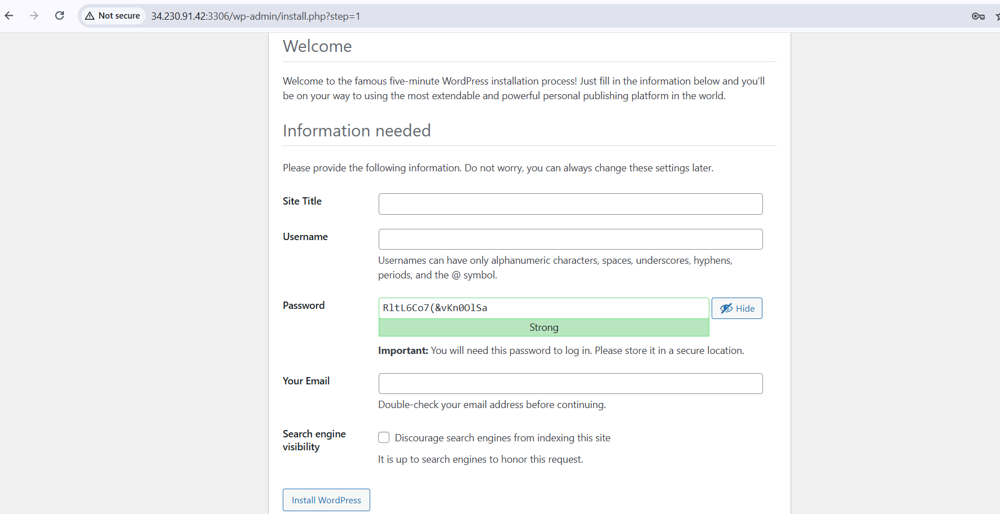 Not secure 34.230.91.42:3306/wp-admin/install.php?step=1
Welcome
Welcome to the famous five-minute WordPress installation process! Just fill in the information below and you’ll
be on your way to using the most extendable and powerful personal publishing platform in the world.
Information needed
Please provide the following information. Do not worry, you can always change these settings later.
Site Title
Username
Usernames can have only alphanumeric characters, spaces, underscores, hyphens,
periods, and the @ symbol.
Password RltL6Co7(&vKn0OlSa Hide
Strong
Important: You will need this password to log in. Please store it in a secure location.
Your Email
Double-check your email address before continuing.
Search engine
visibility
Discourage search engines from indexing this site
It is up to search engines to honor this request.
Install WordPress